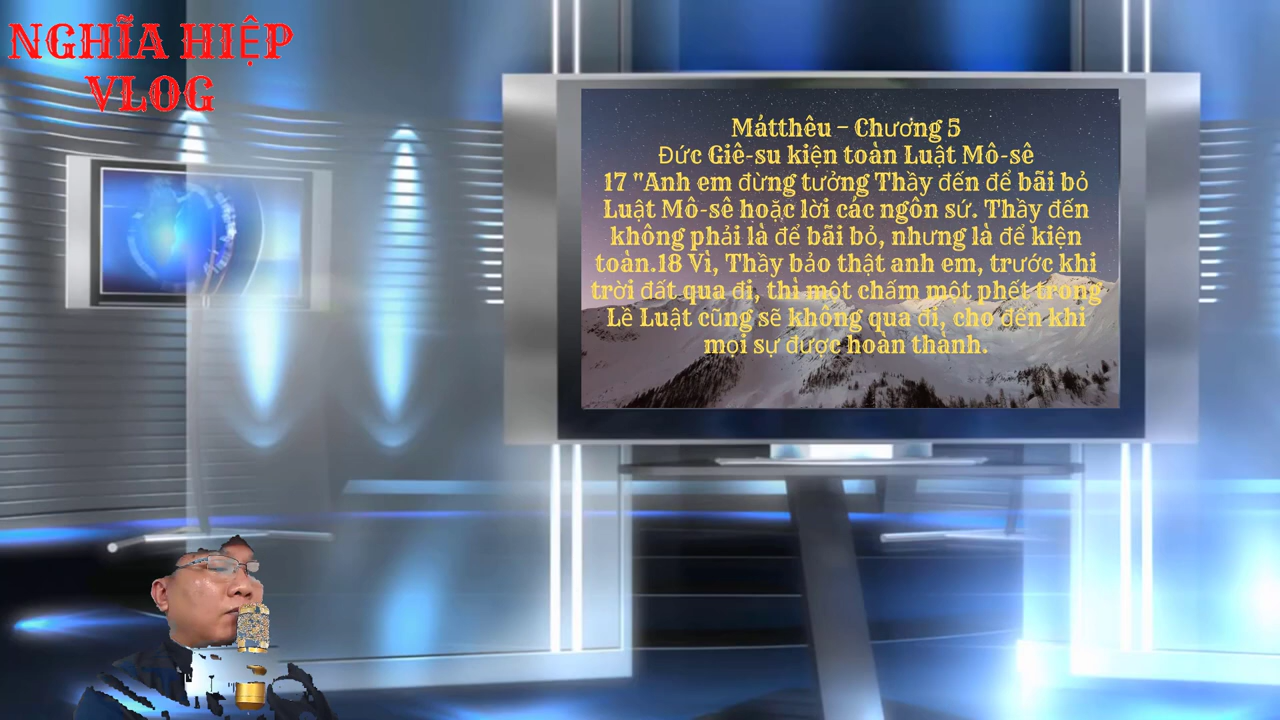 NGHĨA HIỆP
VLOG
Mátthêu – Chương 5
Đức Giê-su kiện toàn Luật Mô-sê
17 "Anh em đừng tưởng Thầy đến để bãi bỏ
Luật Mô-sê hoặc lời các ngôn sứ. Thầy đến
không phải là để bãi bỏ, nhưng là để kiện
toàn.18 Vì, Thầy bảo thật anh em, trước khi
trời đất qua đi, thì một chấm một phết trong
Lề Luật cũng sẽ không qua đi, cho đến khi
mọi sự được hoàn thành.